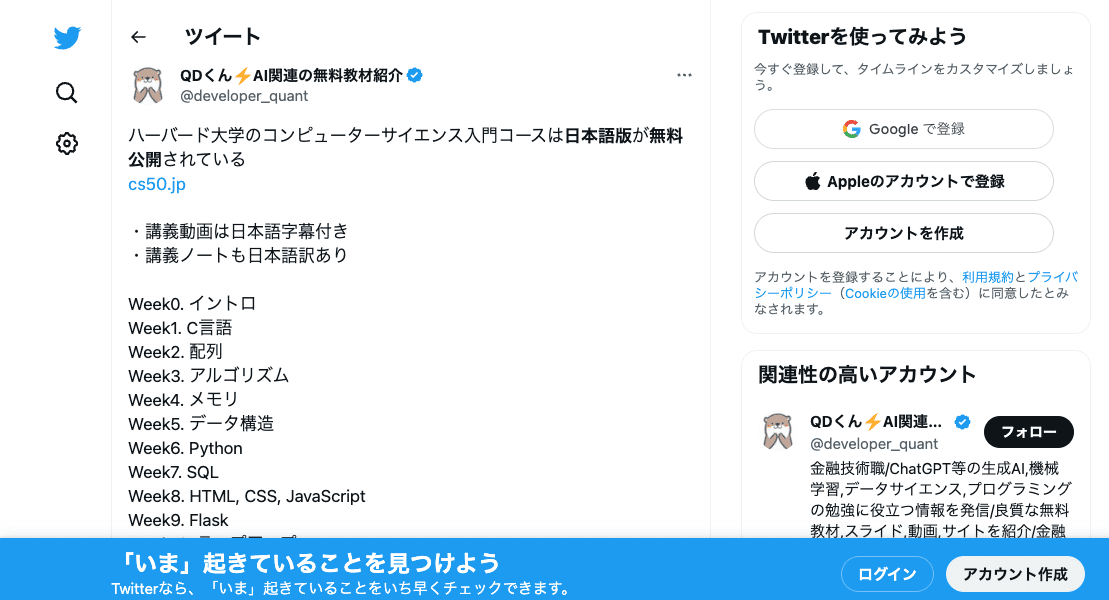 ツイート
QDくん⚡AI関連の無料教材紹介
@developer_quant
ハーバード大学のコンピューターサイエンス入門コースは日本語版が無料
公開されている
cs50.jp
・講義動画は日本語字幕付き
・講義ノートも日本語訳あり
Week0. イントロ
Week1. C言語
Week2. 配列
Week3. アルゴリズム
Week4. メモリ
Week5. データ構造
Week6. Python
Week7. SQL
Week8. HTML, CSS, JavaScript
Week9. Flask
Twitterを使ってみよう
今すぐ登録して、タイムラインをカスタマイズしましょ
う。
Google で登録
Appleのアカウントで登録
アカウントを作成
アカウントを登録することにより、利用規約とプライバ
シーポリシー（Cookieの使用を含む）に同意したとみ
なされます。
関連性の高いアカウント
QDくん⚡AI関連...
@developer_quant
フォロー
金融技術職/ChatGPT等の生成AI,機械
学習,データサイエンス,プログラミング
の勉強に役立つ情報を発信/良質な無料
教材,スライド,動画,サイトを紹介/金融
「いま」起きていることを見つけよう
Twitterなら、「いま」起きていることをいち早くチェックできます。
ログイン
アカウント作成